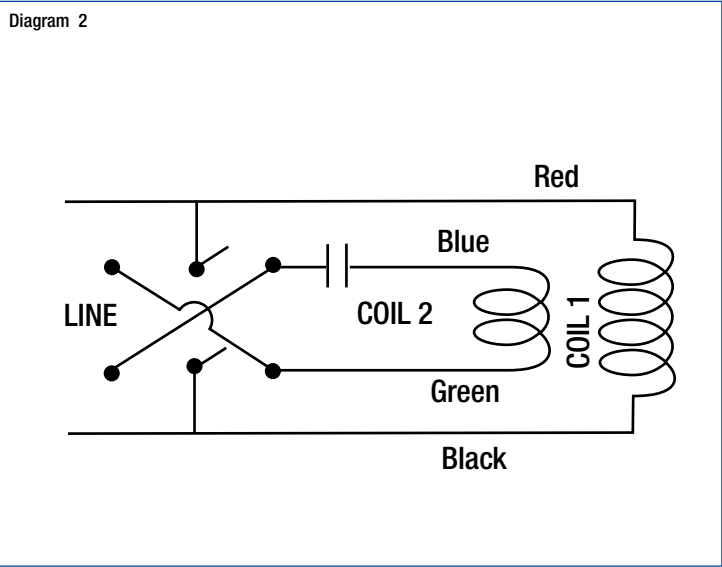 Diagram 2
Red
Blue
LINE
COIL 2
COIL 1
Green
Black